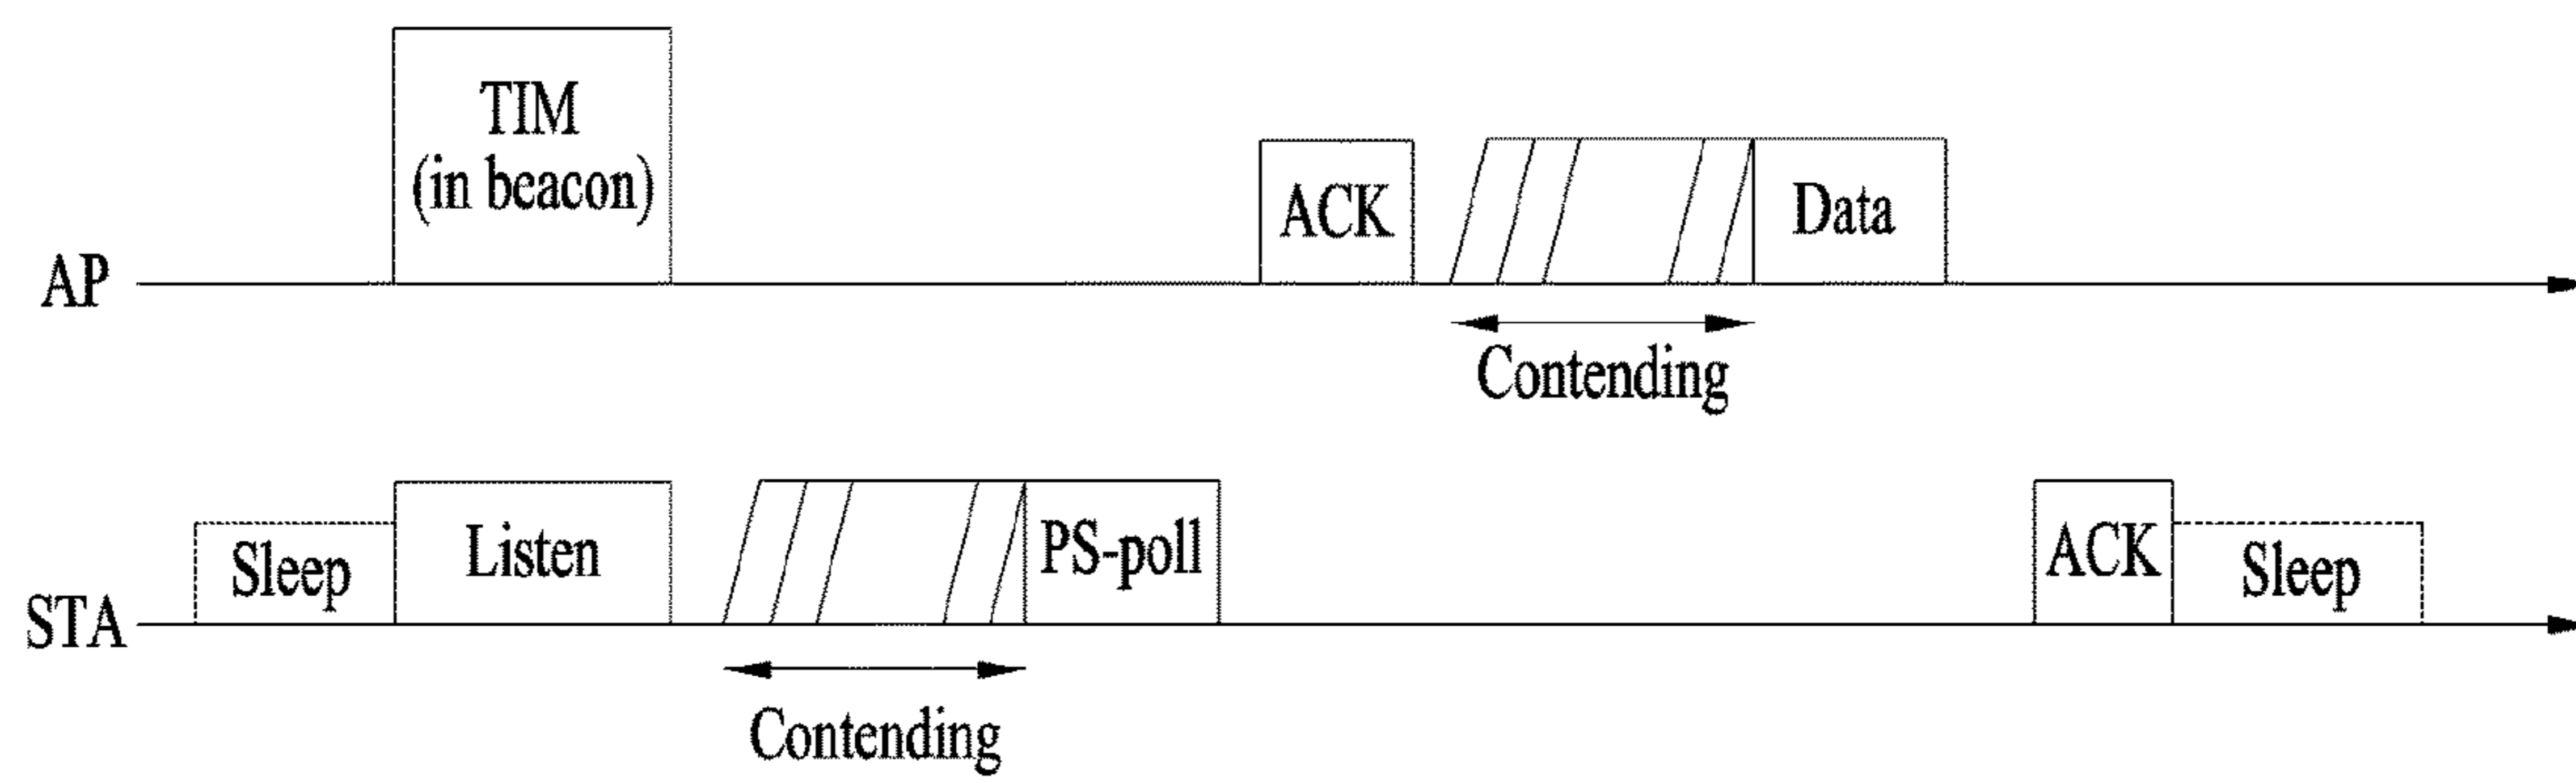 TIM
(in beacon)
ACK
Data
AP
Contending
Sleep
Listen
PS-poll
ACK
Sleep
STA
Contending